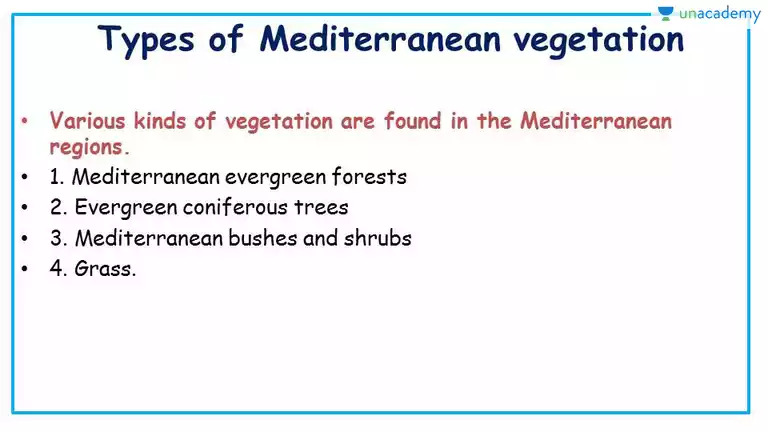 unacademy
Types of Mediterranean vegetation
• Various kinds of vegetation are found in the Mediterranean
regions.
• 1. Mediterranean evergreen forests
• 2. Evergreen coniferous trees
• 3. Mediterranean bushes and shrubs
• 4. Grass.